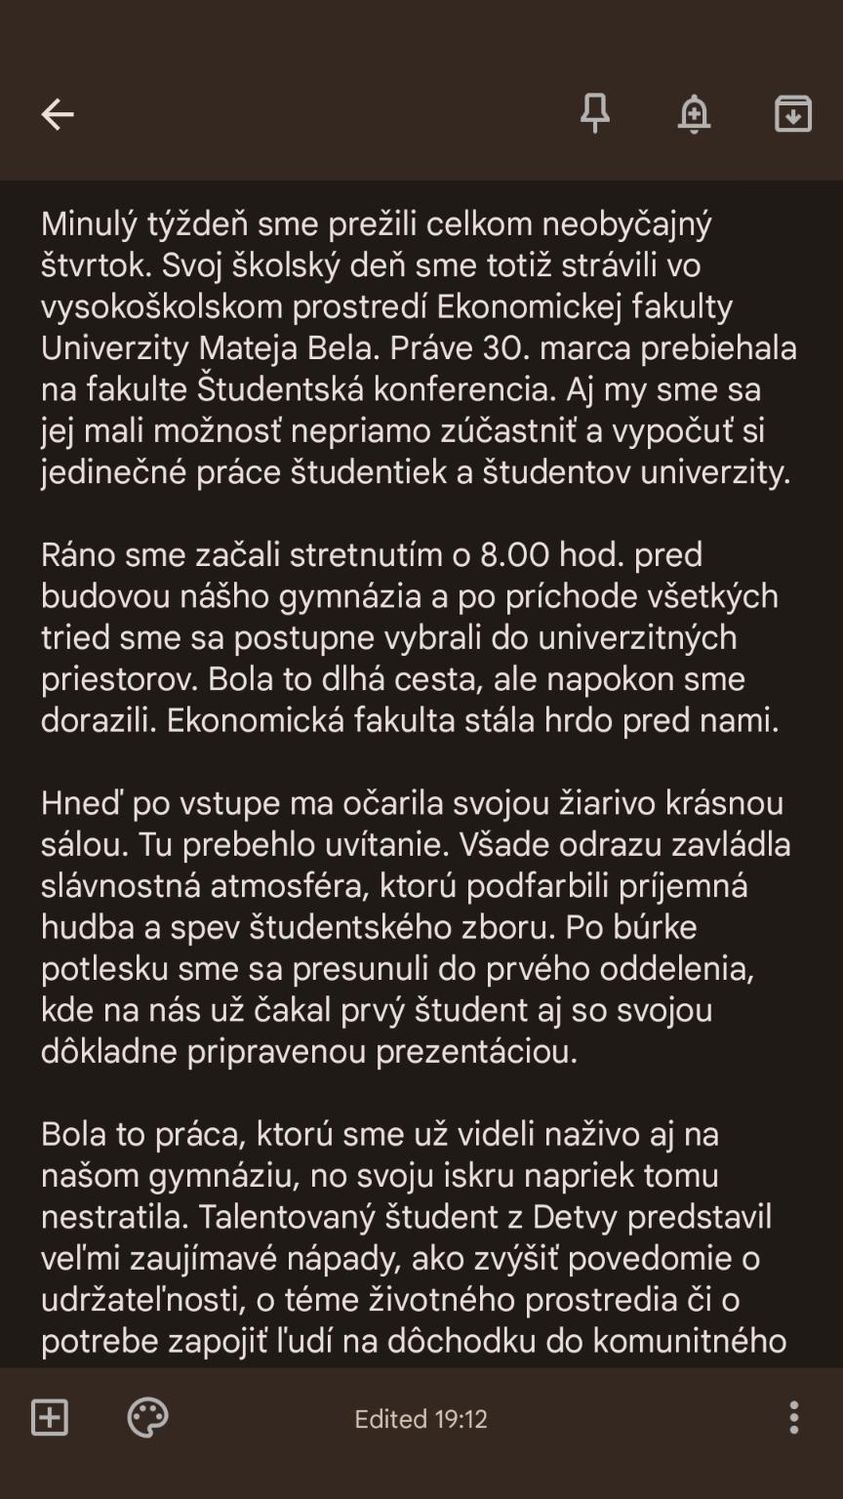 Minulý týždeň sme prežili celkom neobyčajný
štvrtok. Svoj školský deň sme totiž strávili vo
vysokoškolskom prostredí Ekonomickej fakulty
Univerzity Mateja Bela. Práve 30. marca prebiehala
na fakulte Študentská konferencia. Aj my sme sa
jej mali možnosť nepriamo zúčastniť a vypočuť si
jedinečné práce študentiek a študentov univerzity.

Ráno sme začali stretnutím o 8.00 hod. pred
budovou nášho gymnázia a po príchode všetkých
tried sme sa postupne vybrali do univerzitných
priestorov. Bola to dlhá cesta, ale napokon sme
dorazili. Ekonomická fakulta stála hrdo pred nami.

Hneď po vstupe ma očarila svojou žiarivo krásnou
sálou. Tu prebehlo uvítanie. Všade odrazu zavládla
slávnostná atmosféra, ktorú podfarbili príjemná
hudba a spev študentského zboru. Po búrke
potlesku sme sa presunuli do prvého oddelenia,
kde na nás už čakal prvý študent aj so svojou
dôkladne pripravenou prezentáciou.

Bola to práca, ktorú sme už videli naživo aj na
našom gymnáziu, no svoju iskru napriek tomu
nestratila. Talentovaný študent z Detvy predstavil
veľmi zaujímavé nápady, ako zvýšiť povedomie o
udržateľnosti, o téme životného prostredia či o
potrebe zapojiť ľudí na dôchodku do komunitného
Edited 19:12